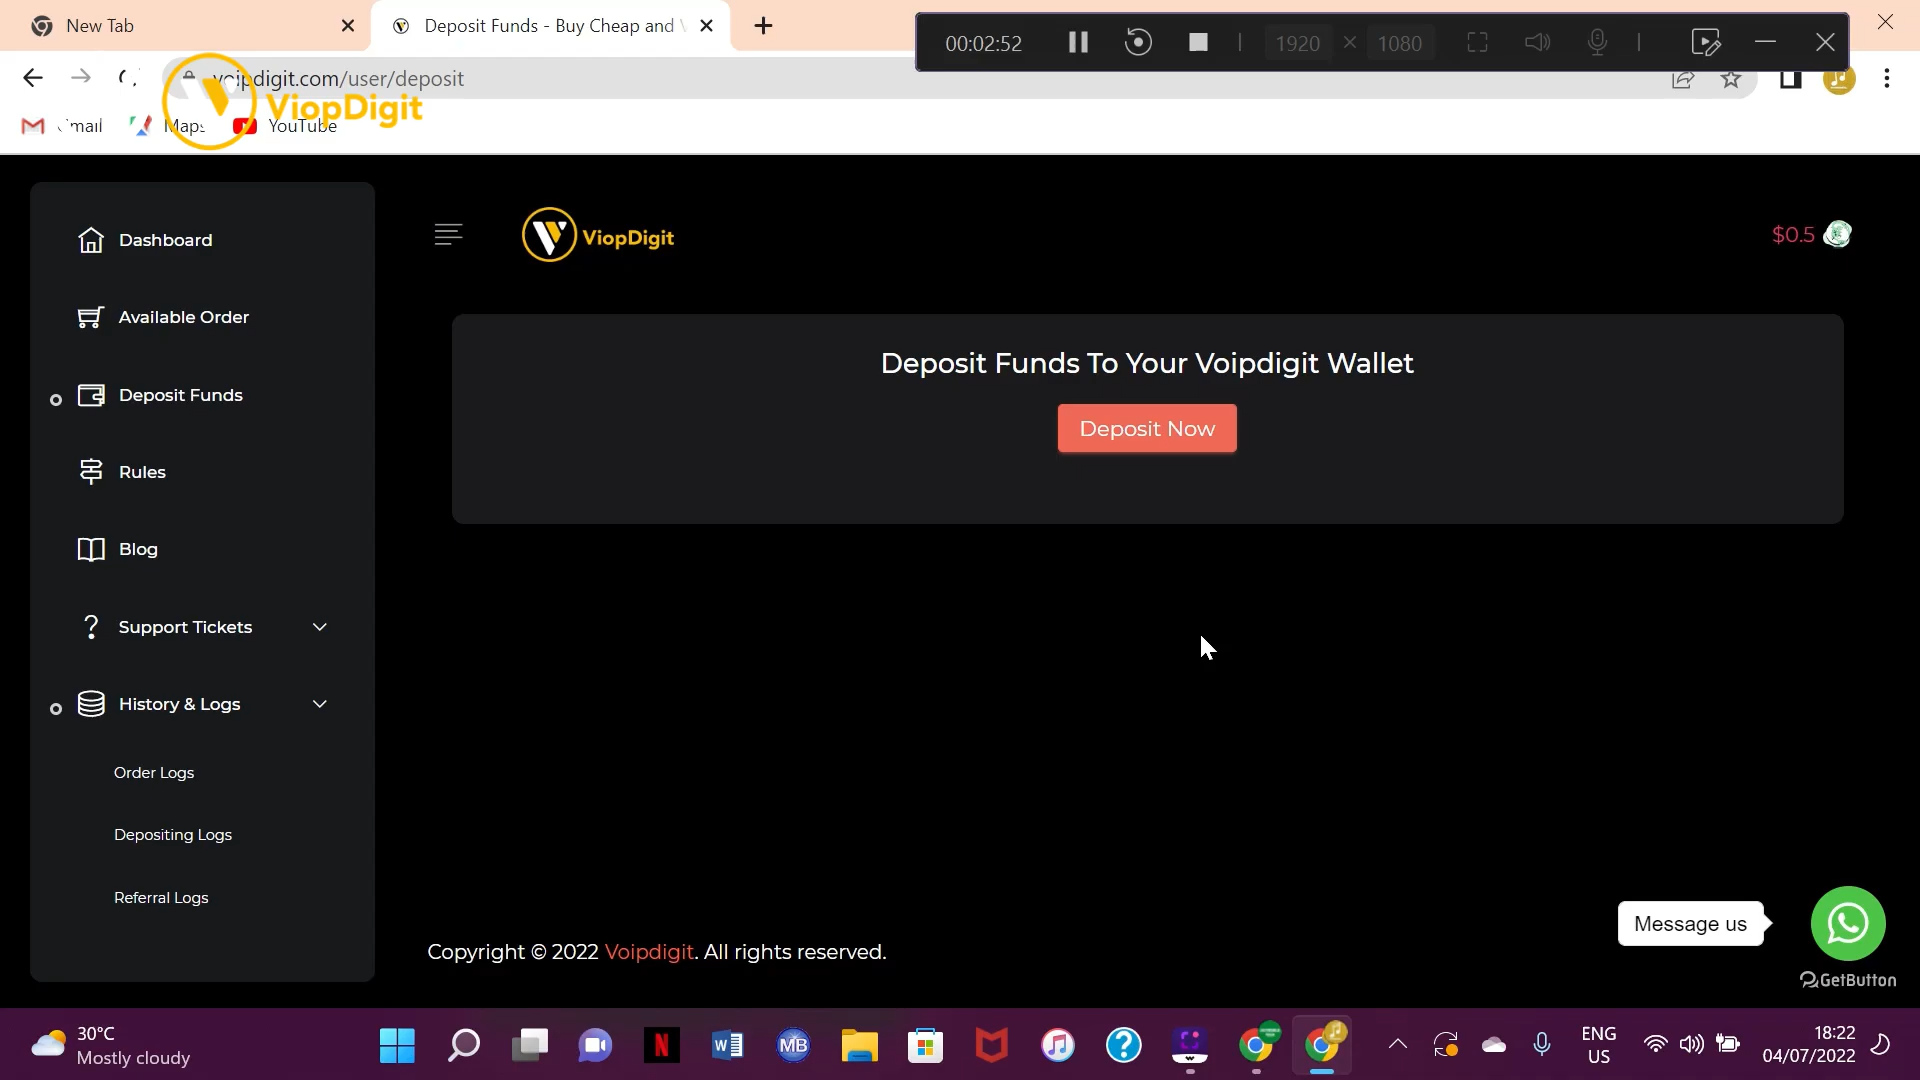 New Tab
Deposit Funds - Buy Cheap and
00:02:52
1920 × 1080
voipdigit.com/user/deposit
ViopDigit
Maps
YouTube
Dashboard
Available Order
Deposit Funds
Rules
Blog
Support Tickets
History & Logs
Order Logs
Depositing Logs
Referral Logs
ViopDigit
$0.5
Deposit Funds To Your Voipdigit Wallet
Deposit Now
Message us
GetButton
Copyright © 2022 Voipdigit. All rights reserved.
30°C
Mostly cloudy
N
W
MB
?
ENG
US
18:22
04/07/2022